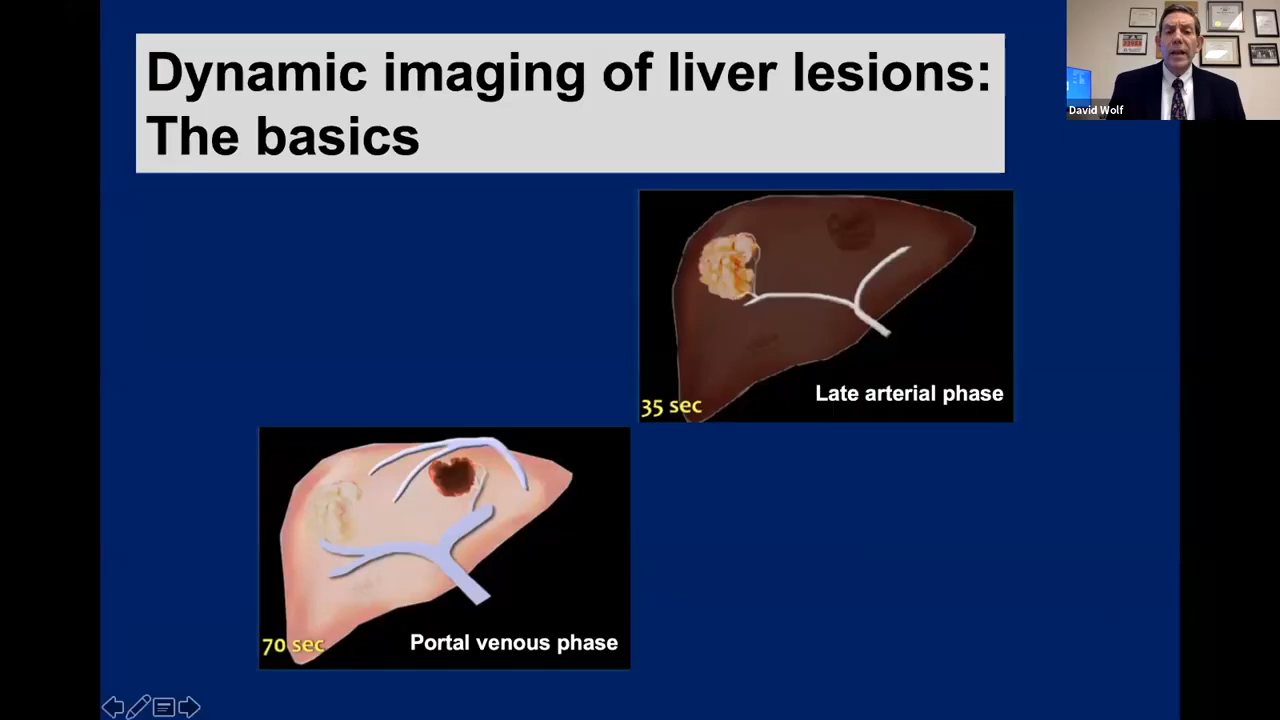 Dynamic imaging of liver lesions:
The basics
David Wolf
35 sec
Late arterial phase
70 sec
Portal venous phase